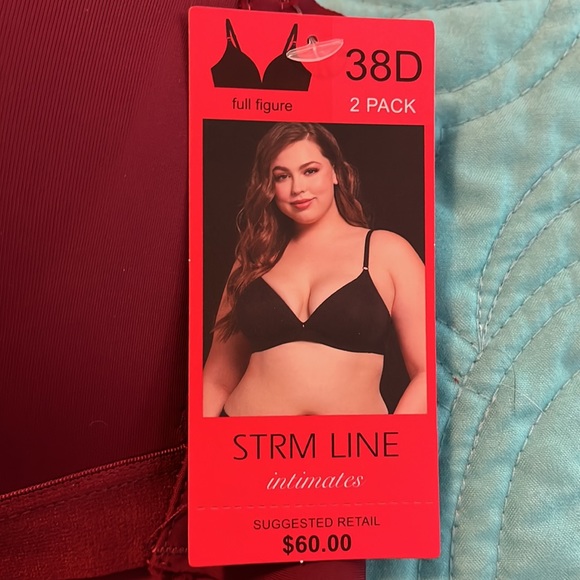 38D
full figure
2 PACK
STRM LINE
intimates
SUGGESTED RETAIL
$60.00